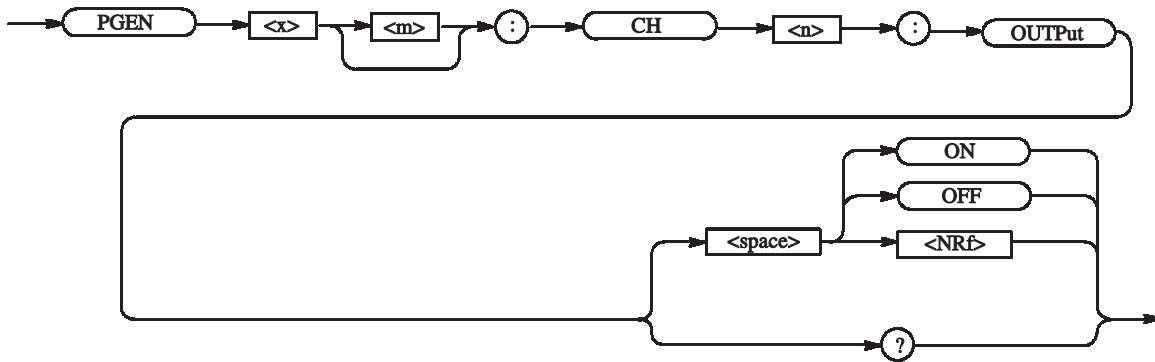 PGEN <x> <m> : CH <n> : OUTPut
ON
OFF
<space> <NRf>
?